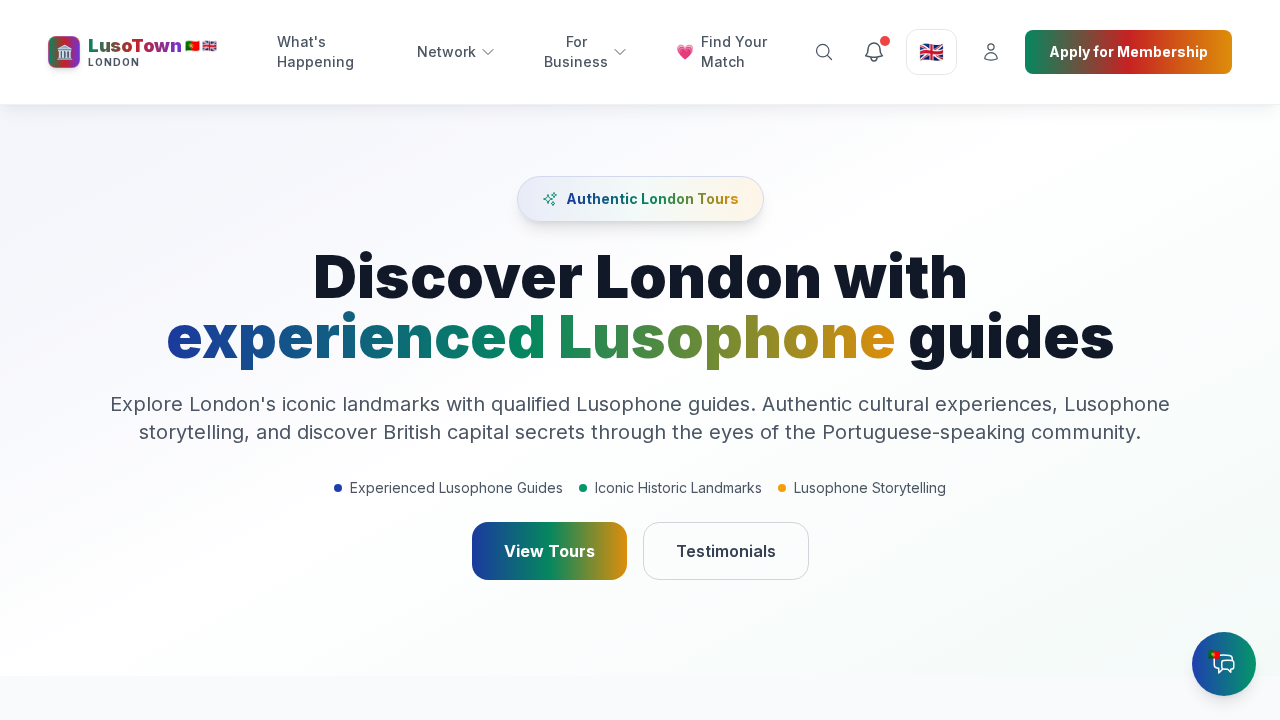 LusoTown
LONDON
What's
Happening
Network
For
Business
Find Your
Match
Apply for Membership
Authentic London Tours
Discover London with
experienced Lusophone guides
Explore London's iconic landmarks with qualified Lusophone guides. Authentic cultural experiences, Lusophone
storytelling, and discover British capital secrets through the eyes of the Portuguese-speaking community.
Experienced Lusophone Guides
Iconic Historic Landmarks
Lusophone Storytelling
View Tours
Testimonials